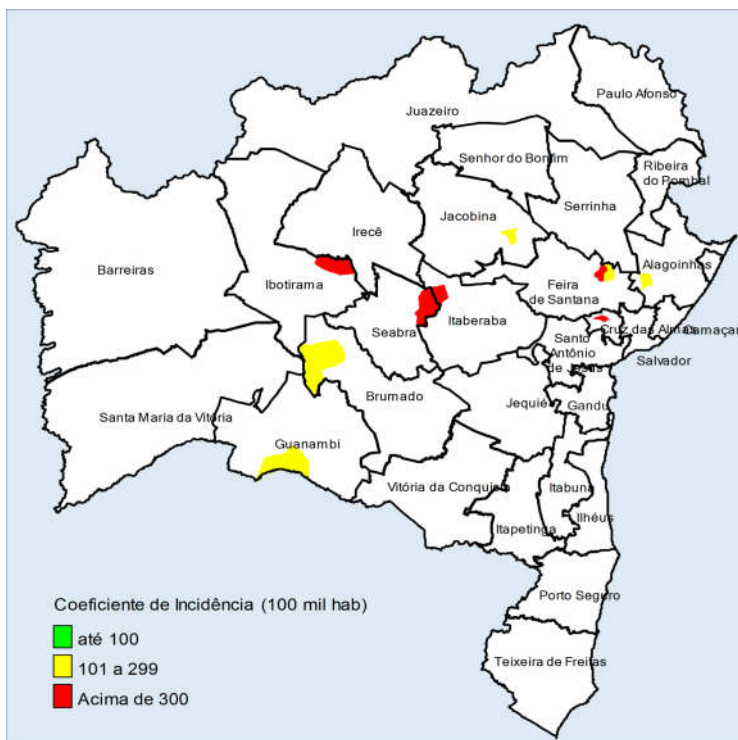 Paulo Afonso
Juazeiro
Senhor do Bonfim
Ribeira
do Pombal
Jacobina
Serrinha
Irecê
Barreiras
Alagoinhas
Ibotirama
Feira
de Santana
Seabra
Itaberaba
Cruz das Almas
Camaçari
Santo
Antônio
de Jesus
Salvador
Brumado
Santa Maria da Vitória
Jequié
Gandu
Guanambi
Vitória da Conquista
Itabuna
Ilhéus
Itapetinga
Porto Seguro
Teixeira de Freitas
Coeficiente de Incidência (100 mil hab)
até 100
101 a 299
Acima de 300